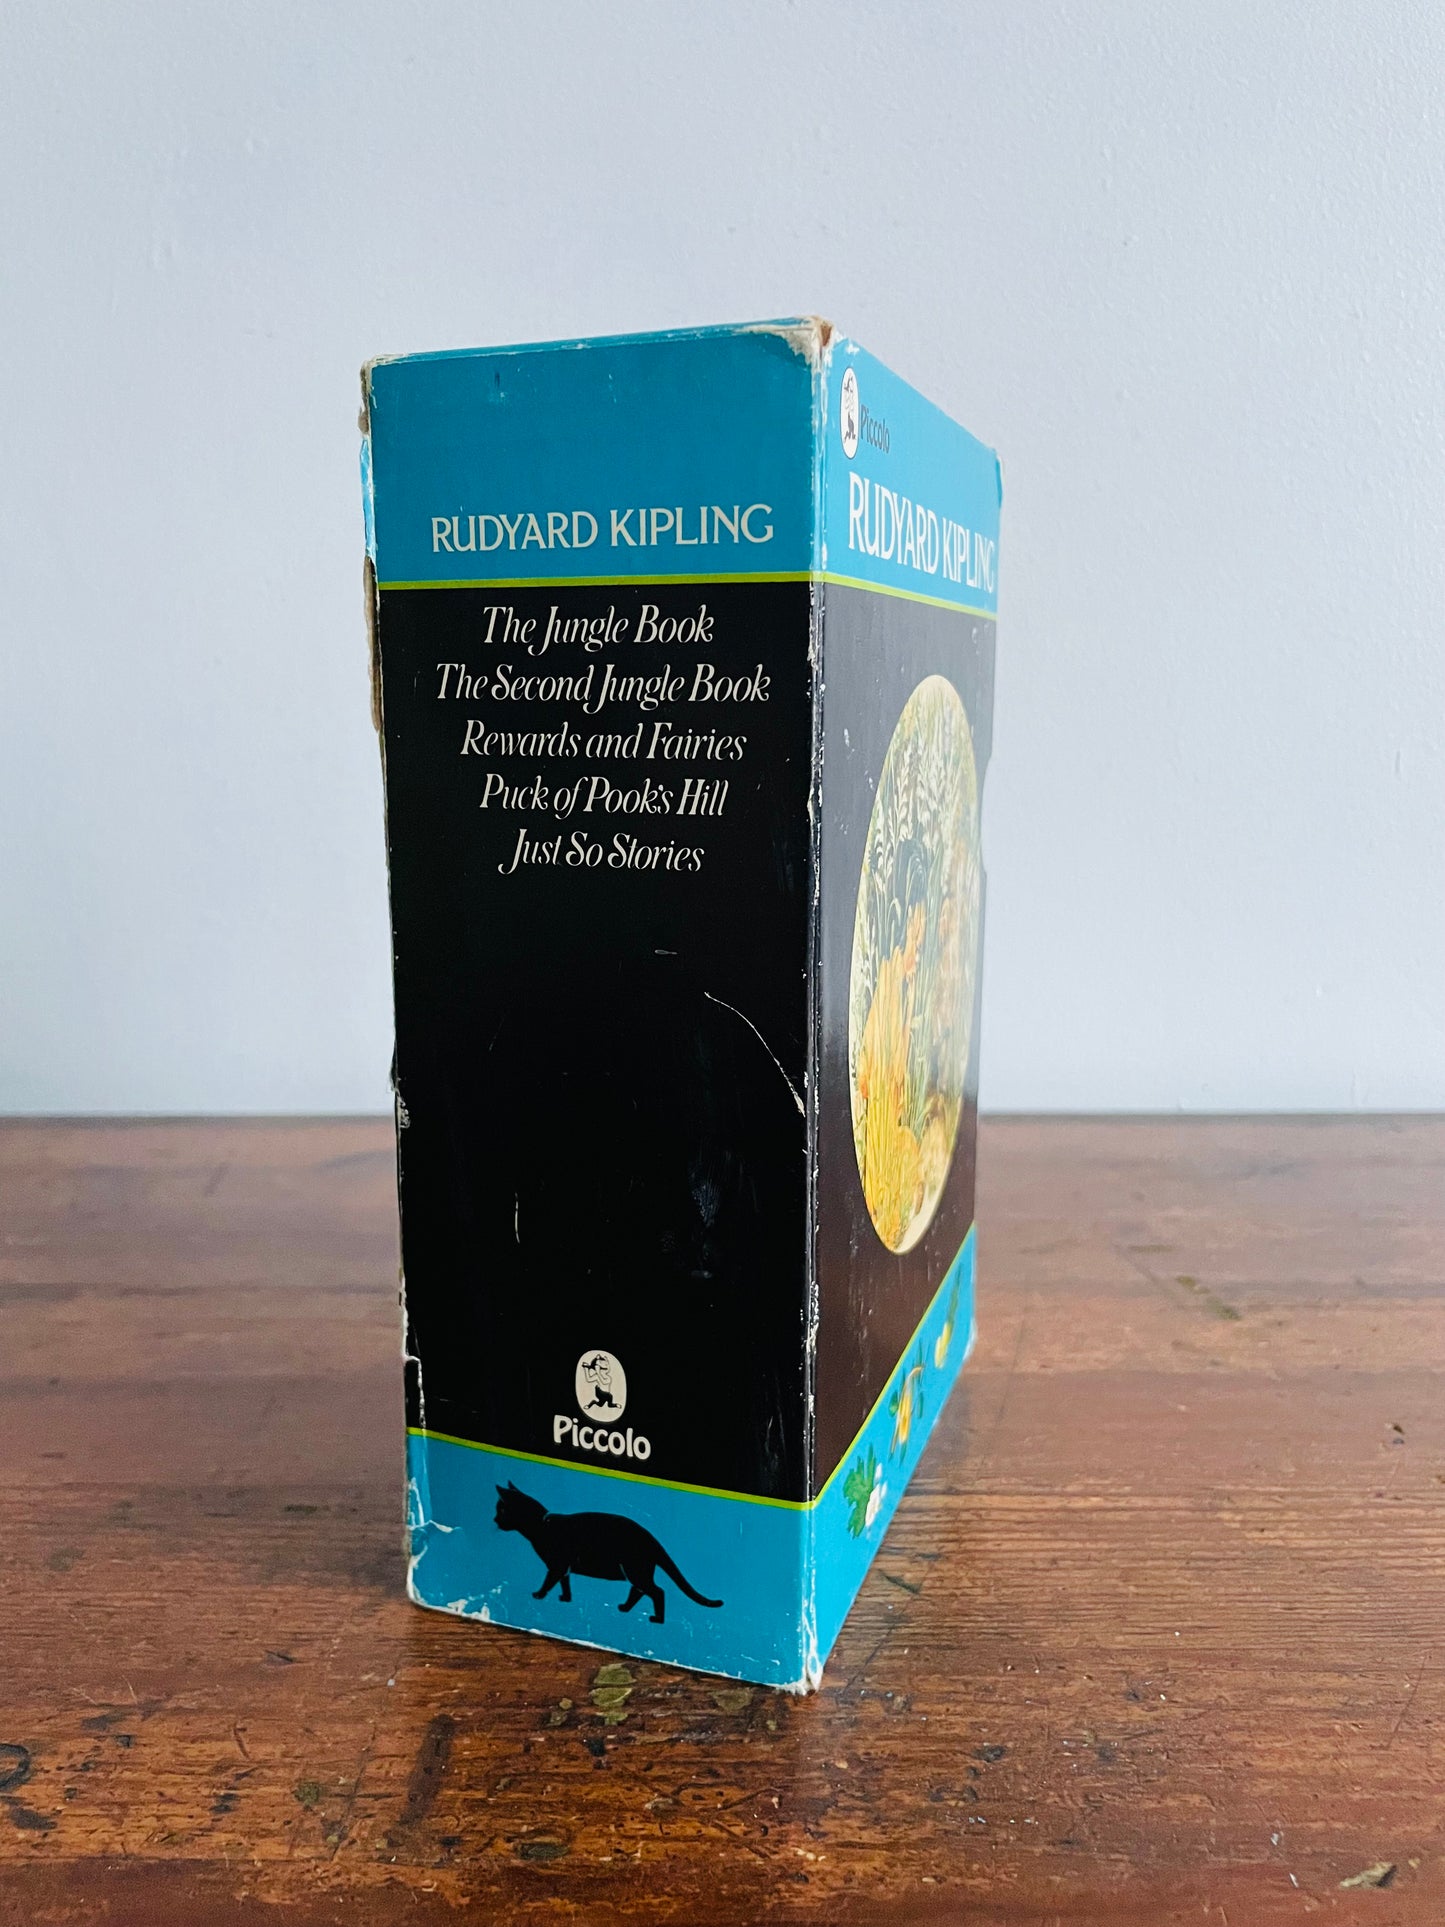 RUDYARD KIPLING
The Jungle Book
The Second Jungle Book
Rewards and Fairies
Puck of Pook's Hill
Just So Stories
Piccolo
Piccolo
RUDYARD KIPLING